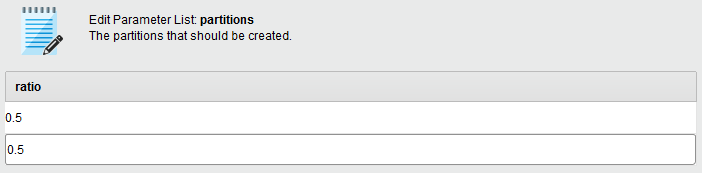 Edit Parameter List: partitions
The partitions that should be created.
ratio
0.5
0.5